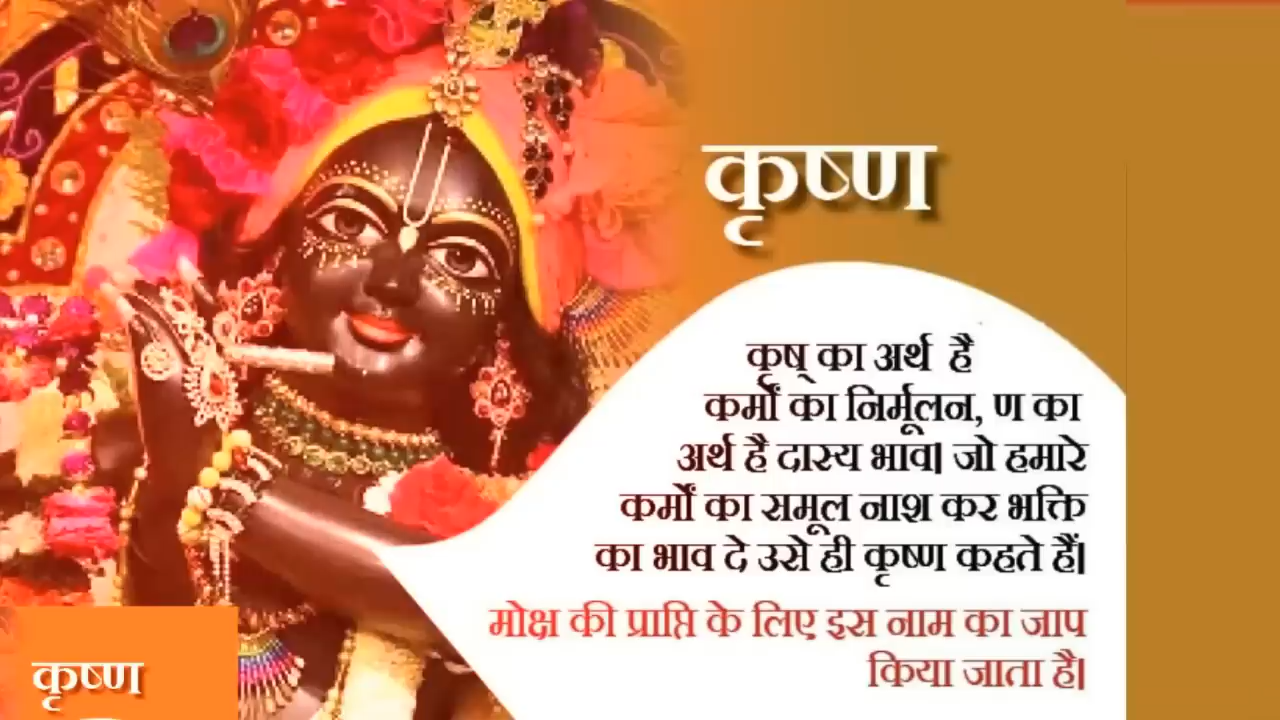 कृष्ण
कृष् का अर्थ है
कर्मों का निर्मूलन, ण का
अर्थ है दास्य भाव। जो हमारे
कर्मों का समूल नाश कर भक्ति
का भाव दे उसे ही कृष्ण कहते हैं।
मोक्ष की प्राप्ति के लिए इस नाम का जाप
किया जाता है।
कृष्ण